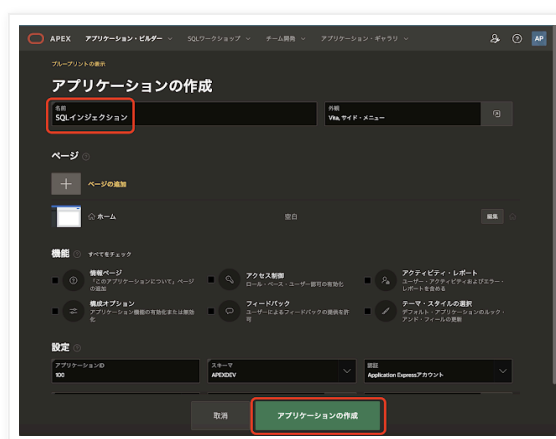 APEX アプリケーション・ビルダー SQLワークショップ チーム開発 アプリケーション・ギャラリ AP
ブループリントの表示
アプリケーションの作成
名前
SQLインジェクション
外観
Vita, サイド・メニュー
ページ
ページの追加
ホーム 空白 編集
機能 すべてをチェック
情報ページ
「このアプリケーションについて」ページの追加
アクセス制御
ロール・ベース・ユーザー認可の有効化
アクティビティ・レポート
ユーザー・アクティビティおよびエラー・レポートを含める
構成オプション
アプリケーション機能の有効化または無効化
フィードバック
ユーザーによるフィードバックの提供を許可
テーマ・スタイルの選択
デフォルト・アプリケーションのルック・アンド・フィールの更新
設定
アプリケーションID
100
スキーマ
APEXDEV
認証
Application Expressアカウント
取消 アプリケーションの作成